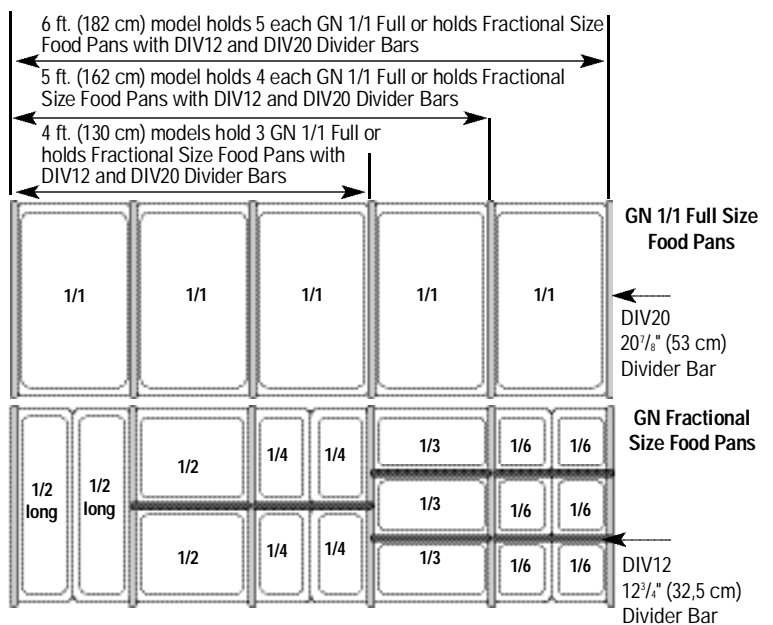 6 ft. (182 cm) model holds 5 each GN 1/1 Full or holds Fractional Size
Food Pans with DIV12 and DIV20 Divider Bars
5 ft. (162 cm) model holds 4 each GN 1/1 Full or holds Fractional
Size Food Pans with DIV12 and DIV20 Divider Bars
4 ft. (130 cm) models hold 3 GN 1/1 Full or
holds Fractional Size Food Pans with
DIV12 and DIV20 Divider Bars
GN 1/1 Full Size
Food Pans
1/1 1/1 1/1 1/1 1/1
DIV20
20⁷/₈" (53 cm)
Divider Bar
GN Fractional
Size Food Pans
1/2
long
1/2
long
1/2 1/4 1/4
1/2 1/4 1/4
1/3 1/6 1/6
1/3 1/6 1/6
1/3 1/6 1/6
DIV12
12³/₄" (32,5 cm)
Divider Bar